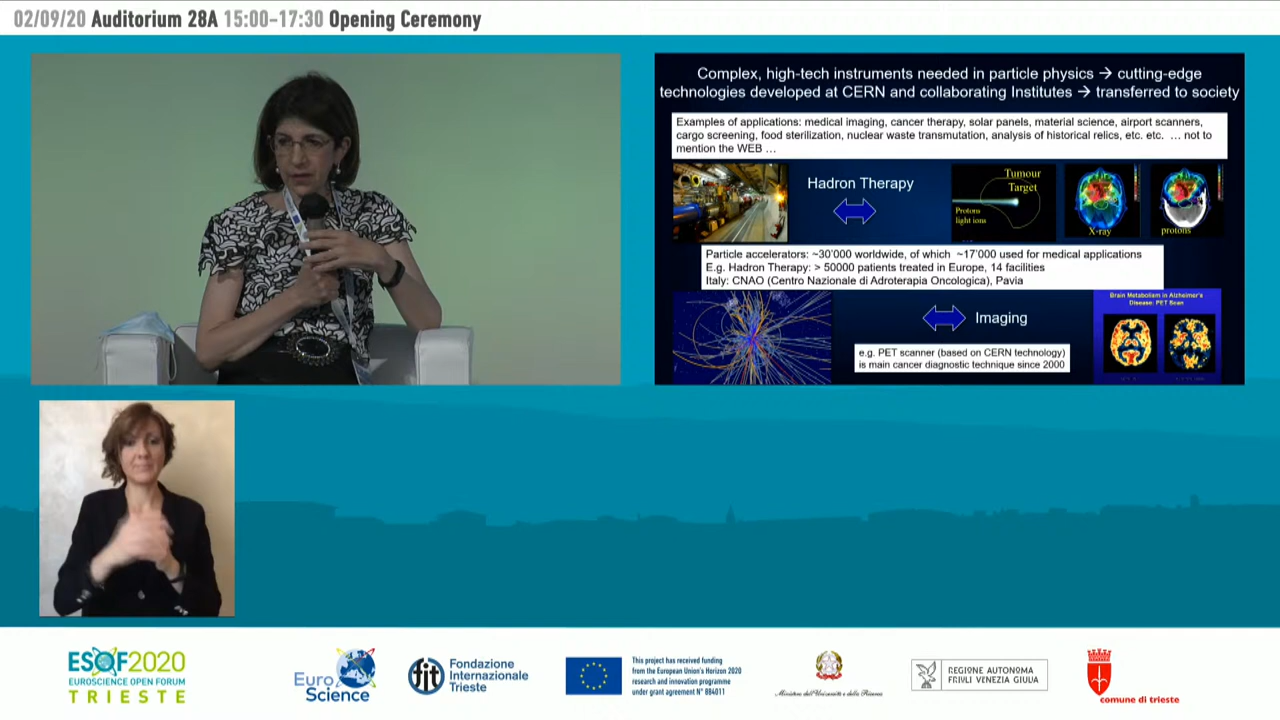 02/09/20 Auditorium 28A 15:00-17:30 Opening Ceremony
Complex, high-tech instruments needed in particle physics → cutting-edge
technologies developed at CERN and collaborating Institutes → transferred to society
Examples of applications: medical imaging, cancer therapy, solar panels, material science, airport scanners,
cargo screening, food sterilization, nuclear waste transmutation, analysis of historical relics, etc. etc. … not to
mention the WEB …
Hadron Therapy
Tumour
Target
Protons
light ions
X-ray
protons
Particle accelerators: ~30'000 worldwide, of which ~17'000 used for medical applications
E.g. Hadron Therapy: > 50000 patients treated in Europe, 14 facilities
Italy: CNAO (Centro Nazionale di Adroterapia Oncologica), Pavia
Imaging
e.g. PET scanner (based on CERN technology)
is main cancer diagnostic technique since 2000
Brain Metabolism in Alzheimer's
Disease: PET Scan
ESOF2020
EUROSCIENCE OPEN FORUM
TRIESTE
Euro
Science
fit
Fondazione
Internazionale
Trieste
This project has received funding
from the European Union's Horizon 2020
research and innovation programme
under grant agreement N° 884011
Ministero dell'Università e della Ricerca
REGIONE AUTONOMA
FRIULI VENEZIA GIULIA
comune di trieste